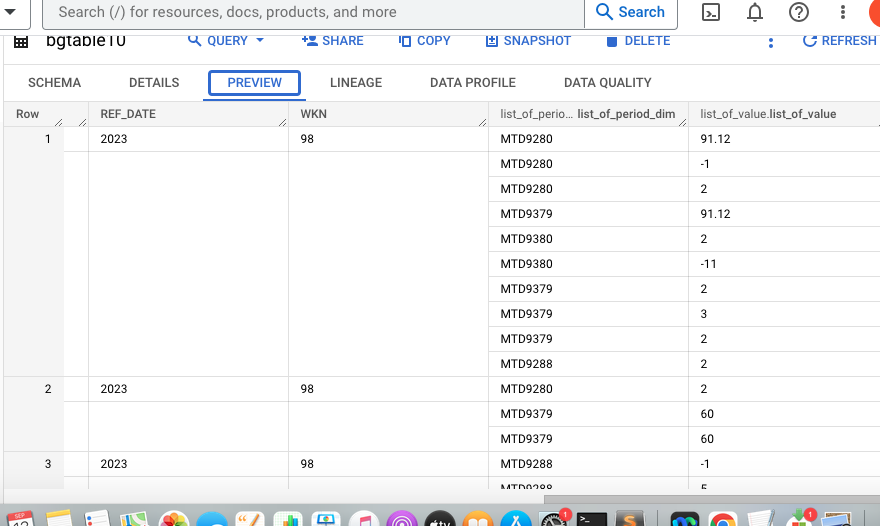 Search (/) for resources, docs, products, and more
Search
bgtable10
QUERY
SHARE
COPY
SNAPSHOT
DELETE
REFRESH
SCHEMA
DETAILS
PREVIEW
LINEAGE
DATA PROFILE
DATA QUALITY
Row REF_DATE WKN list_of_perio... list_of_period_dim list_of_value.list_of_value
1 2023 98 MTD9280 91.12
MTD9280 -1
MTD9280 2
MTD9379 91.12
MTD9380 2
MTD9380 -11
MTD9379 2
MTD9379 3
MTD9379 2
MTD9288 2
2 2023 98 MTD9280 2
MTD9379 60
MTD9379 60
3 2023 98 MTD9288 -1
MTD9288 5
SEP
tv
1
>_
S
1